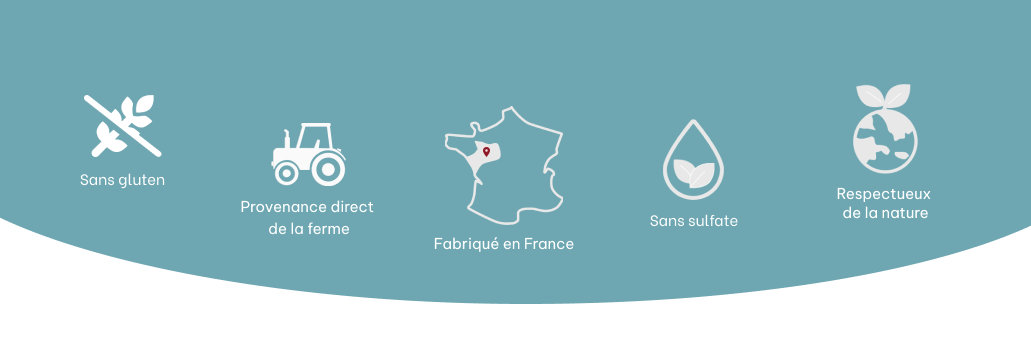 Sans gluten
Provenance direct
de la ferme
Fabriqué en France
Sans sulfate
Respectueux
de la nature